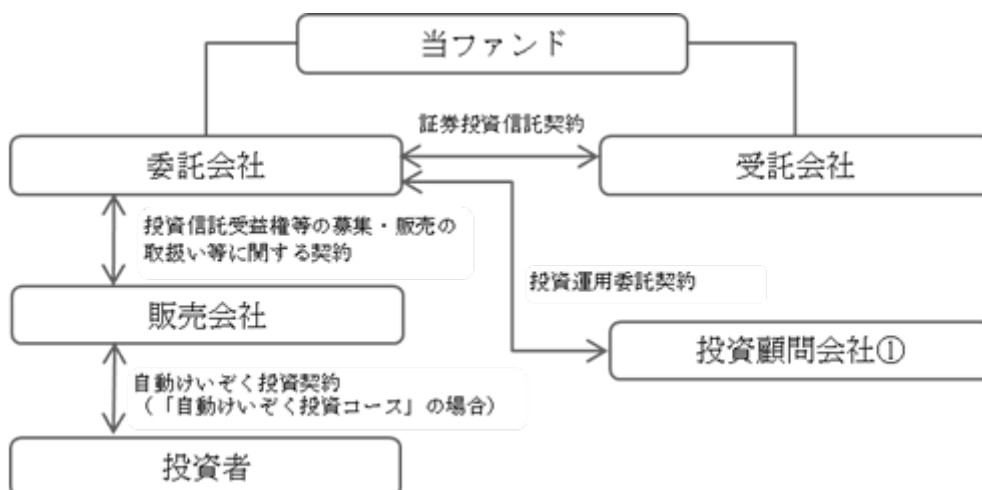 当ファンド
証券投資信託契約
委託会社
受託会社
投資信託受益権等の募集・販売の
取扱い等に関する契約
投資運用委託契約
販売会社
投資顧問会社①
自動けいぞく投資契約
(「自動けいぞく投資コース」の場合)
投資者